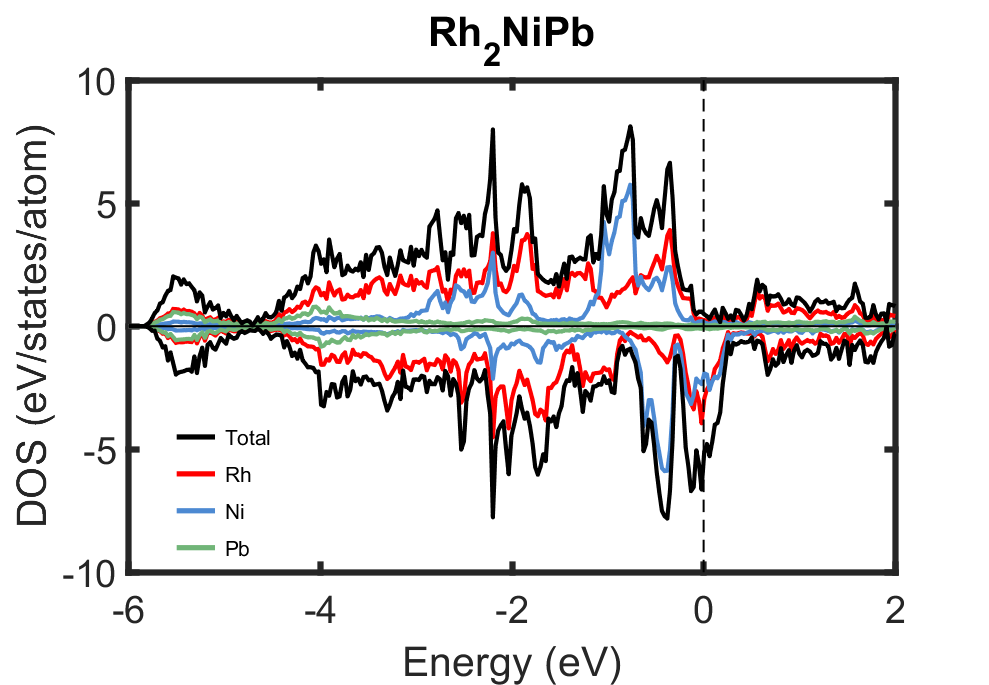 Rh2NiPb
10
5
0
-5
-10
DOS (eV/states/atom)
Total
Rh
Ni
Pb
-6
-4
-2
0
2
Energy (eV)